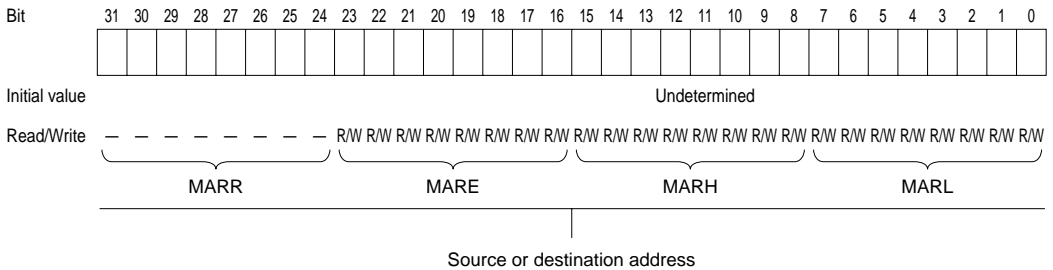 Bit 31 30 29 28 27 26 25 24 23 22 21 20 19 18 17 16 15 14 13 12 11 10 9 8 7 6 5 4 3 2 1 0
Initial value Undetermined
Read/Write — — — — — — — — R/W R/W R/W R/W R/W R/W R/W R/W R/W R/W R/W R/W R/W R/W R/W R/W R/W R/W R/W R/W R/W R/W R/W R/W
MARR MARE MARH MARL
Source or destination address